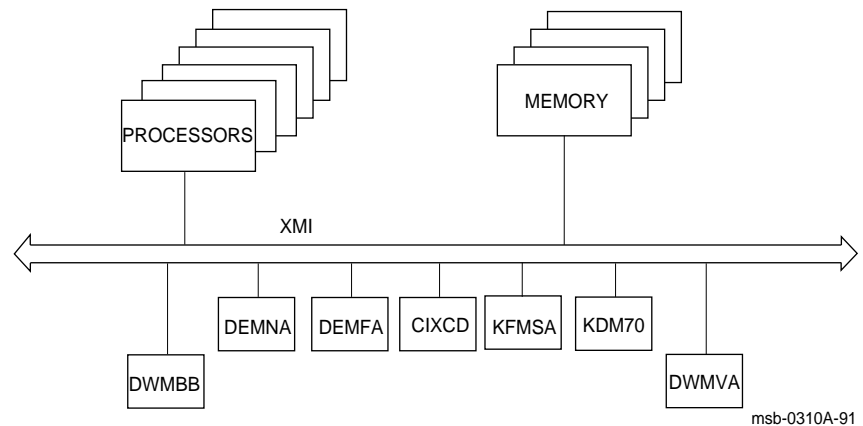 PROCESSORS
MEMORY
XMI
DEMNA
DEMFA
CIXCD
KFMSA
KDM70
DWMBB
DWMVA
msb-0310A-91